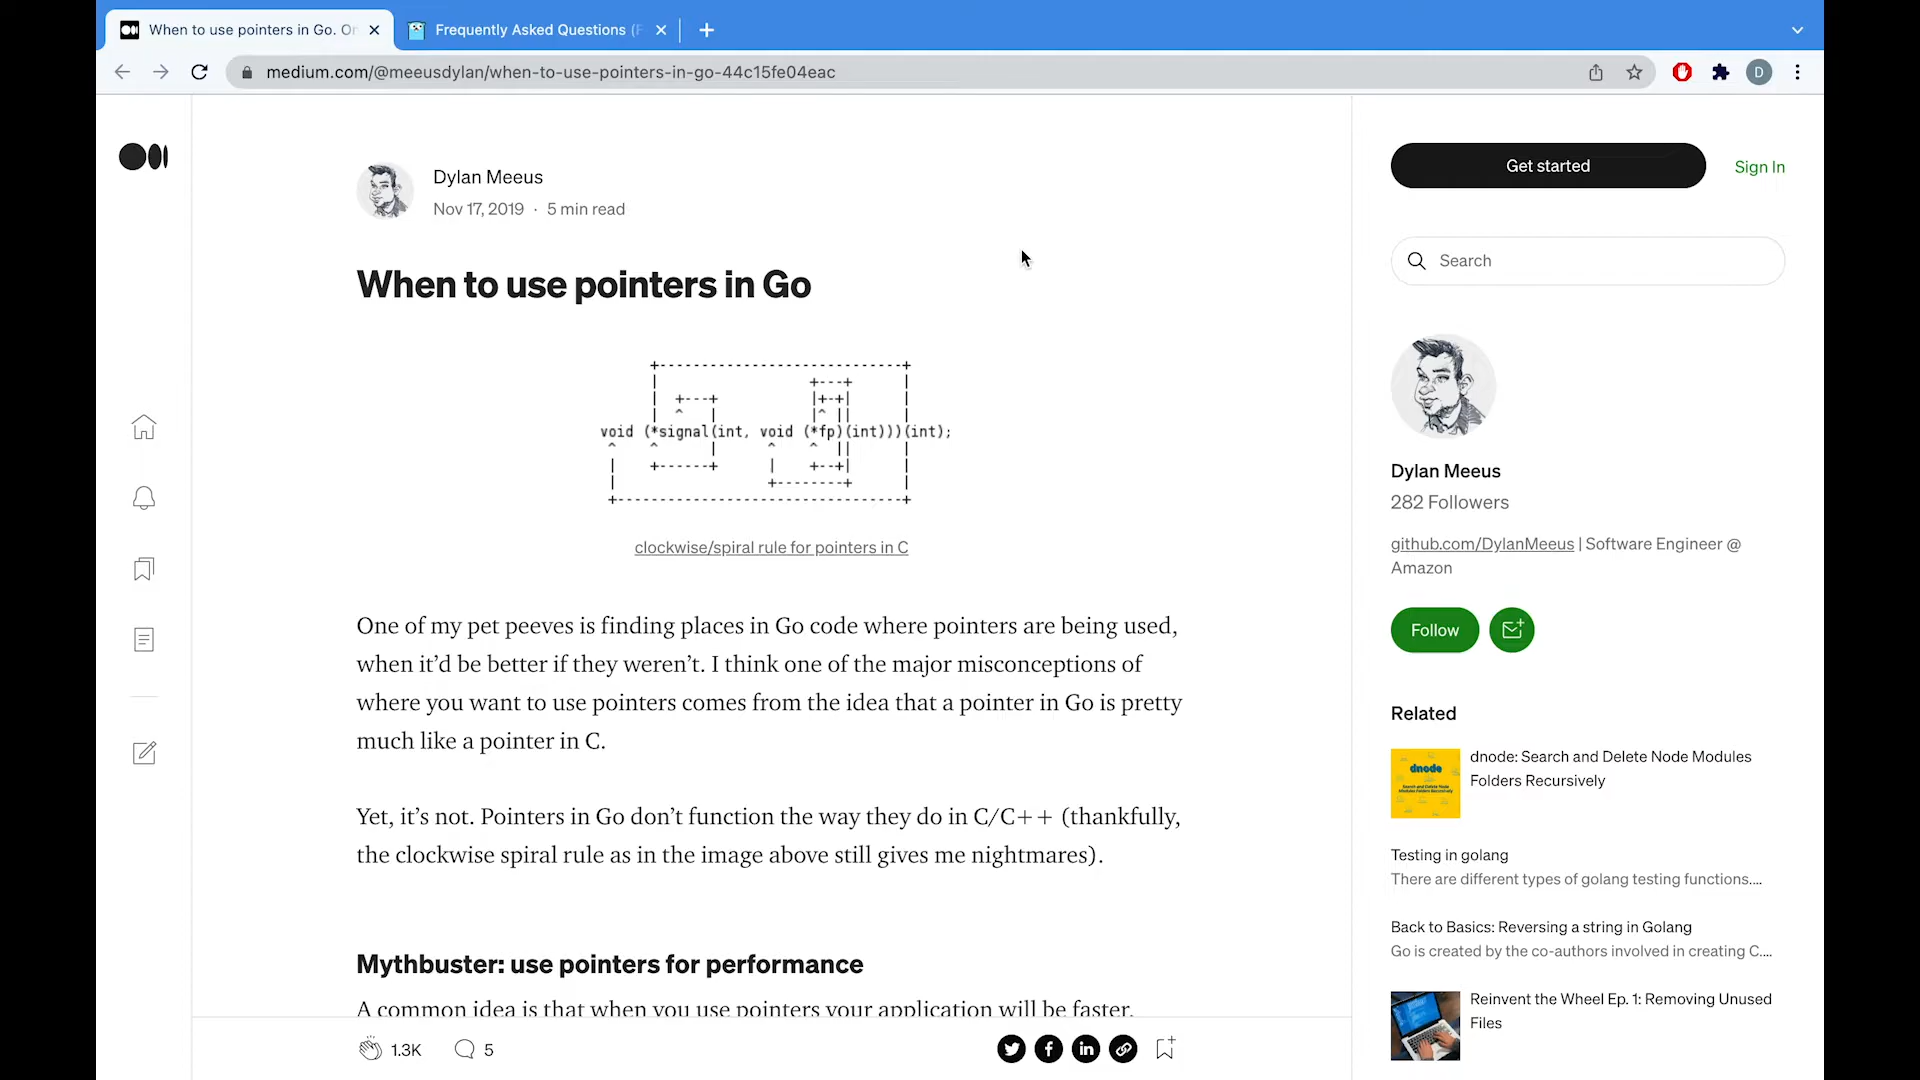 When to use pointers in Go. Or
Frequently Asked Questions (F
medium.com/@meeusdylan/when-to-use-pointers-in-go-44c15fe04eac
D
Dylan Meeus
Nov 17, 2019 · 5 min read
When to use pointers in Go
void (*signal(int, void (*fp)(int)))(int);
clockwise/spiral rule for pointers in C
One of my pet peeves is finding places in Go code where pointers are being used,
when it’d be better if they weren’t. I think one of the major misconceptions of
where you want to use pointers comes from the idea that a pointer in Go is pretty
much like a pointer in C.
Yet, it’s not. Pointers in Go don’t function the way they do in C/C++ (thankfully,
the clockwise spiral rule as in the image above still gives me nightmares).
Mythbuster: use pointers for performance
A common idea is that when you use pointers your application will be faster,
1.3K
5
Get started
Sign In
Search
Dylan Meeus
282 Followers
github.com/DylanMeeus | Software Engineer @
Amazon
Follow
Related
dnode
dnode: Search and Delete Node Modules
Folders Recursively
Testing in golang
There are different types of golang testing functions....
Back to Basics: Reversing a string in Golang
Go is created by the co-authors involved in creating C....
Reinvent the Wheel Ep. 1: Removing Unused
Files